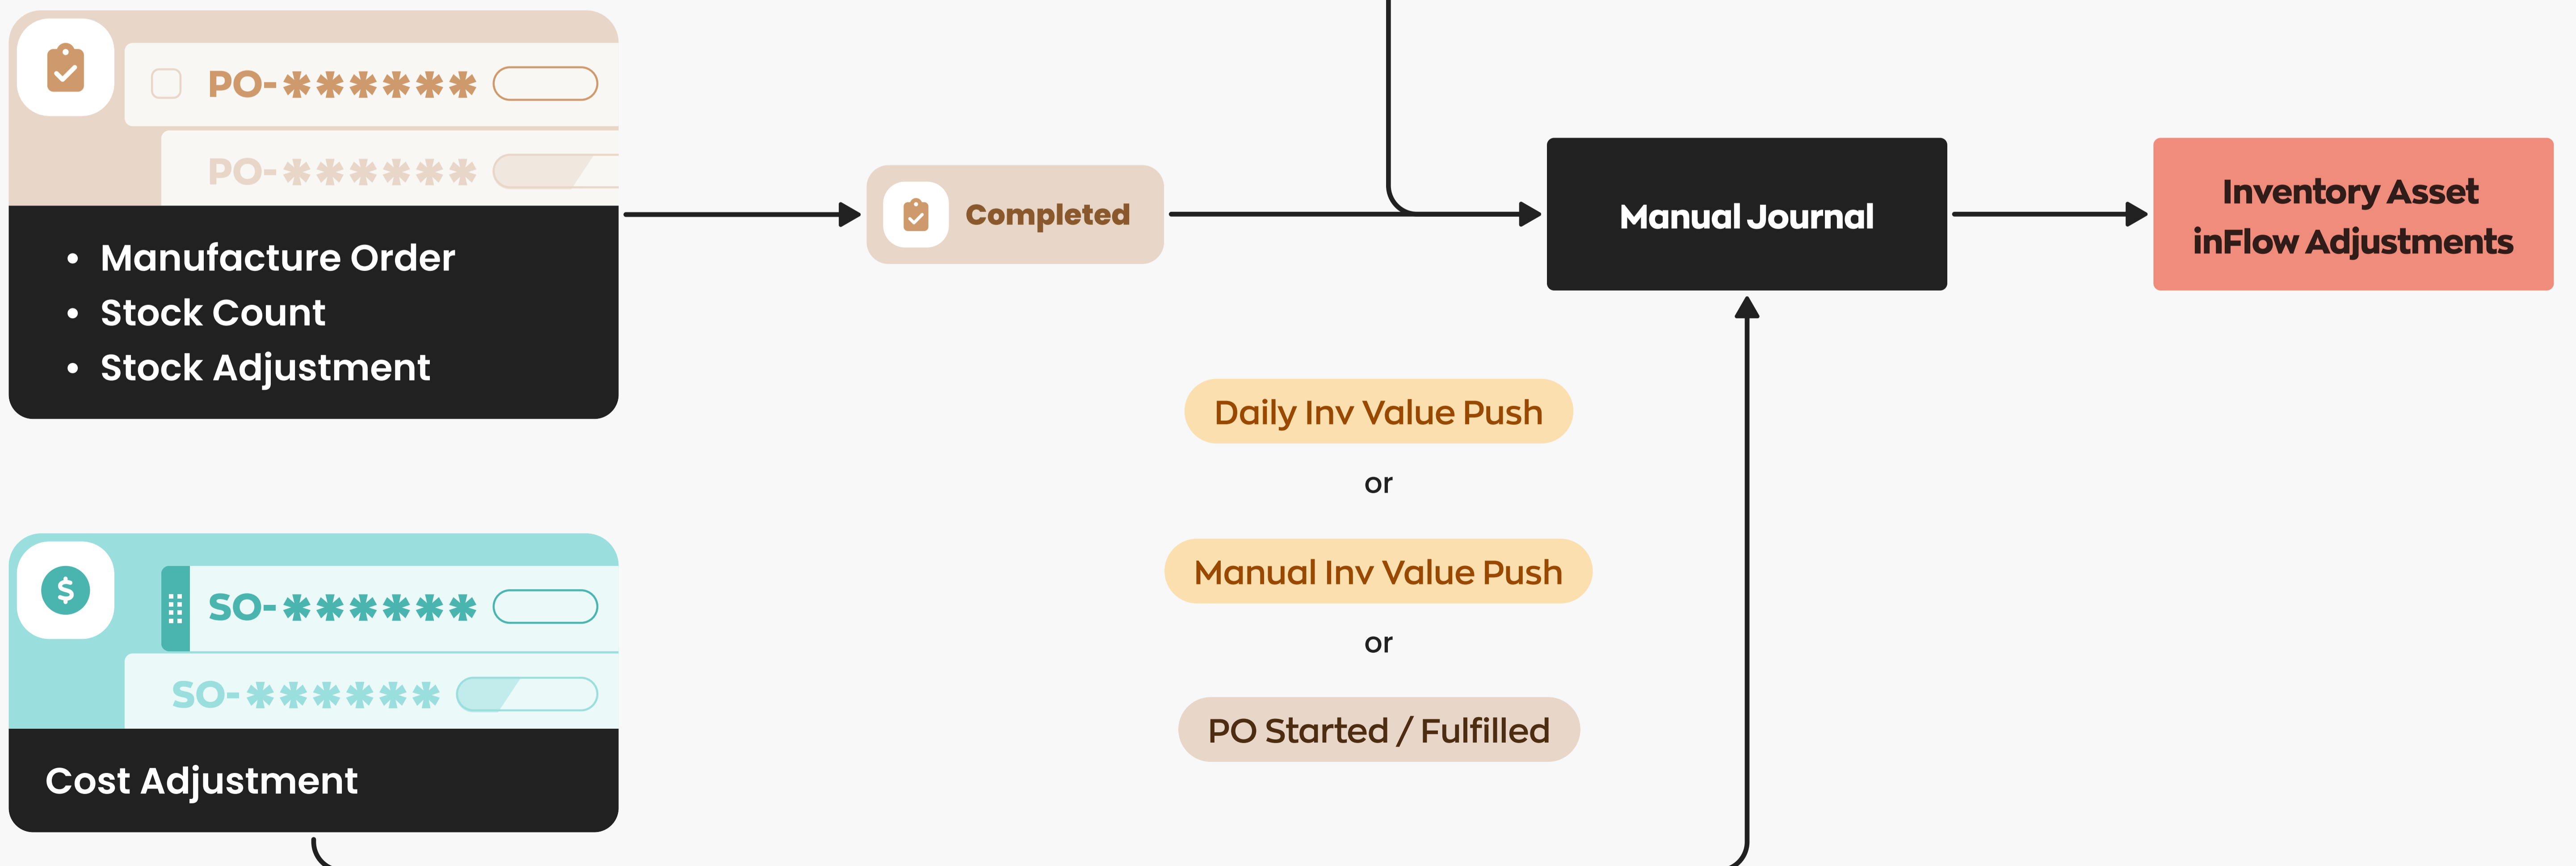 PO-******
PO-******
• Manufacture Order
• Stock Count
• Stock Adjustment
Completed
Manual Journal
Inventory Asset
inFlow Adjustments
Daily Inv Value Push
or
Manual Inv Value Push
or
PO Started / Fulfilled
SO-******
SO-******
Cost Adjustment